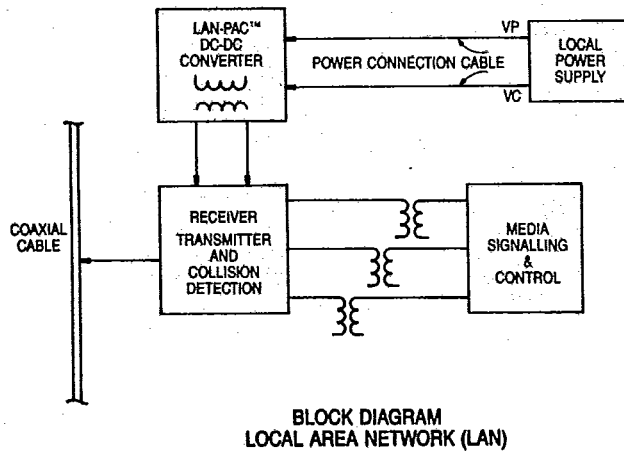 LAN-PAC™
DC-DC
CONVERTER
VP
POWER CONNECTION CABLE
VC
LOCAL
POWER
SUPPLY
COAXIAL
CABLE
RECEIVER
TRANSMITTER
AND
COLLISION
DETECTION
MEDIA
SIGNALLING
&
CONTROL
BLOCK DIAGRAM
LOCAL AREA NETWORK (LAN)